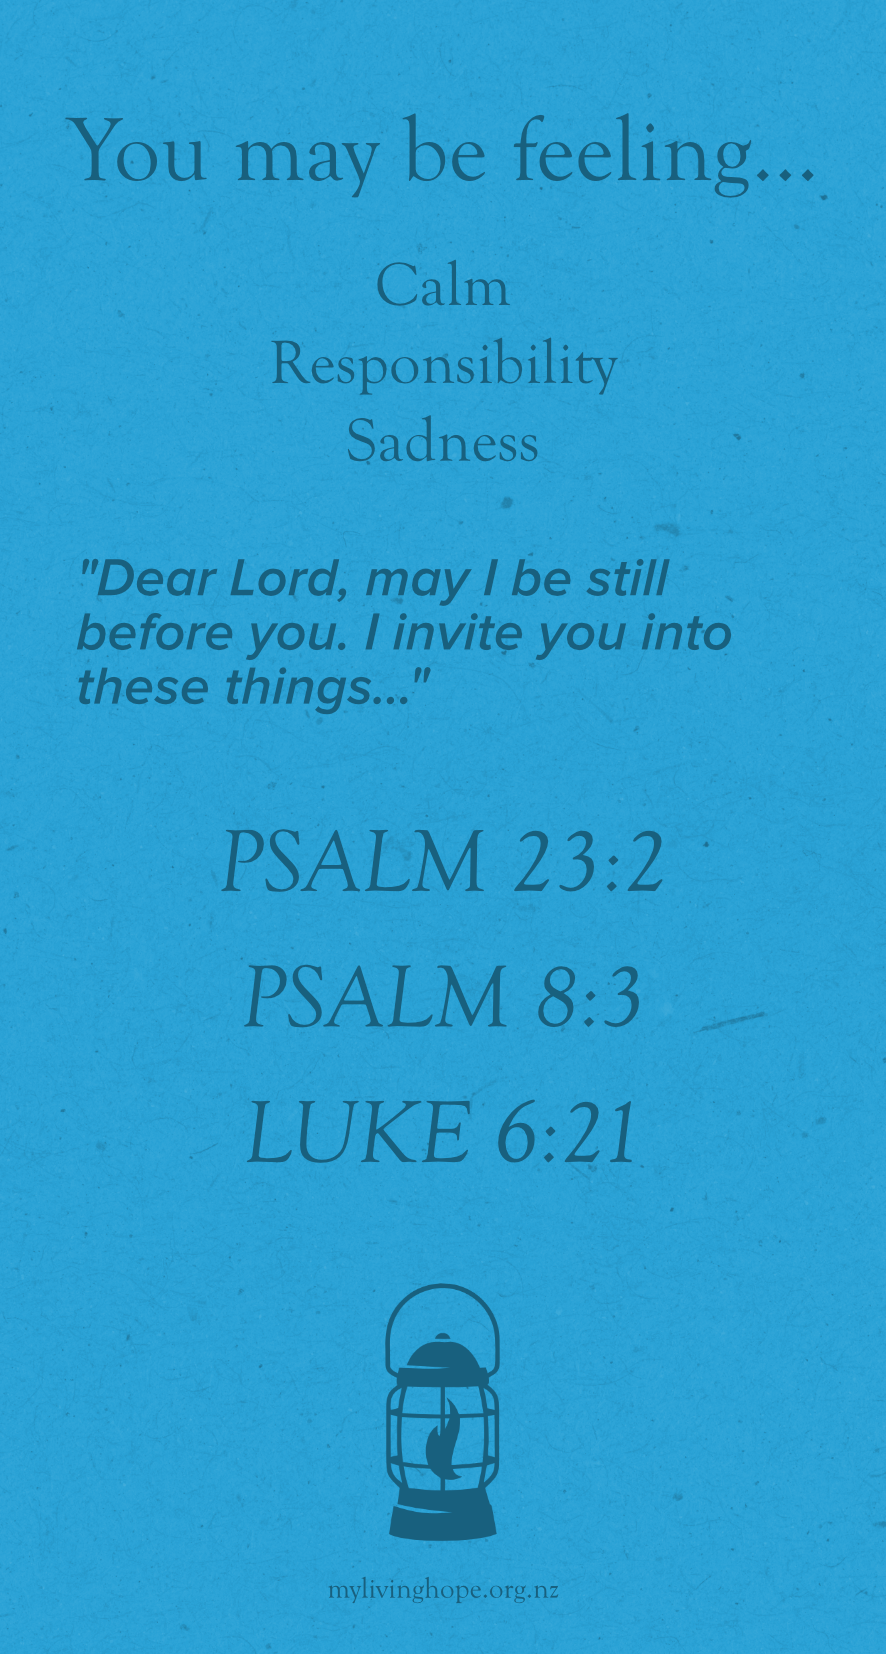 You may be feeling...
Calm
Responsibility
Sadness
"Dear Lord, may I be still
before you. I invite you into
these things..."
PSALM 23:2
PSALM 8:3
LUKE 6:21
mylivinghope.org.nz